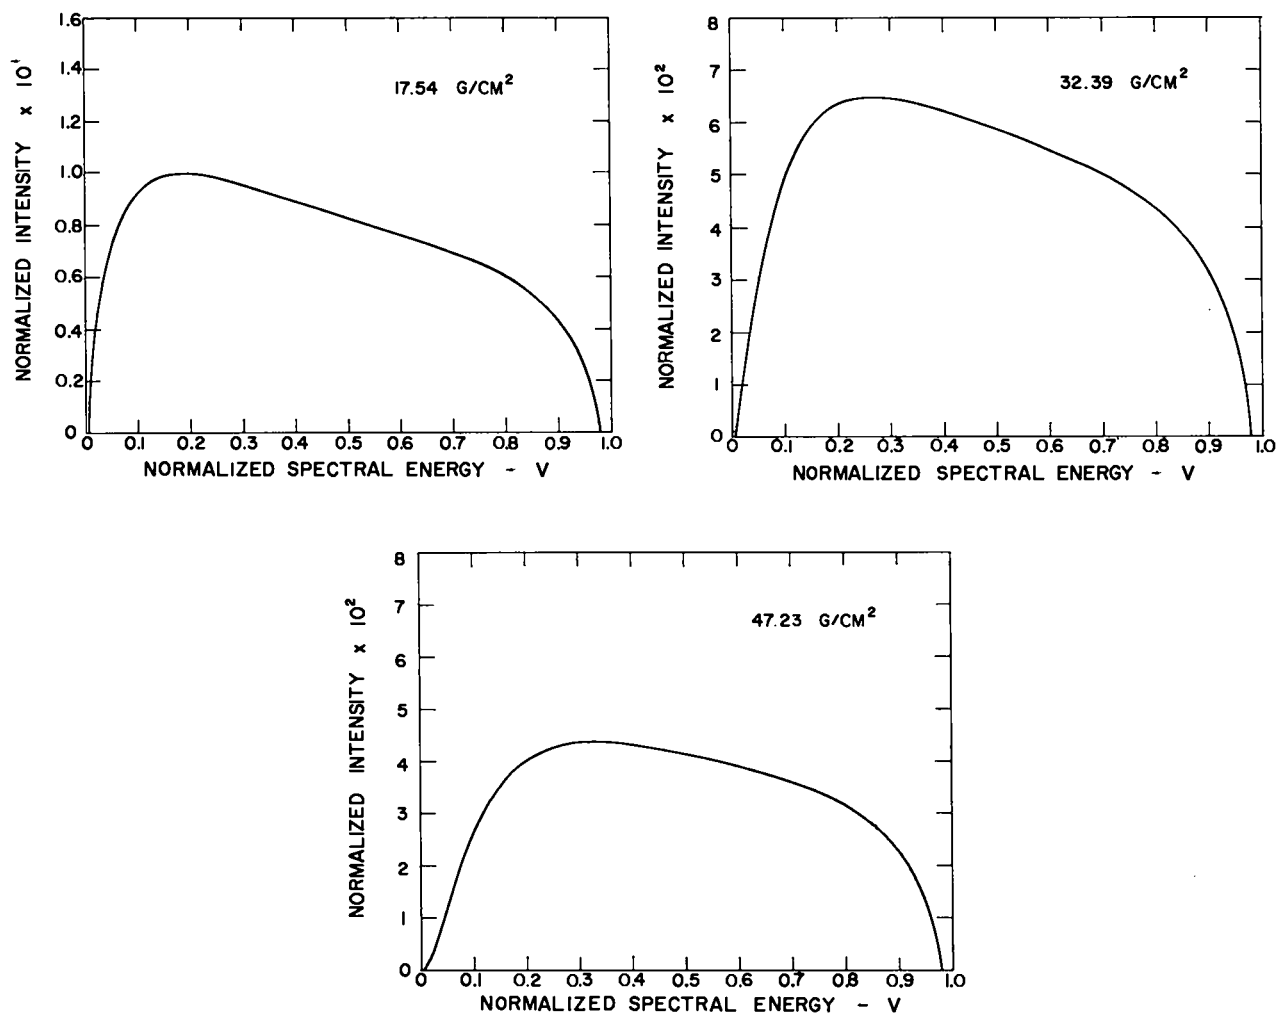 1.6
1.4
1.2
1.0
0.8
0.6
0.4
0.2
0
NORMALIZED INTENSITY x 10¹
17.54 G/CM²
0 0.1 0.2 0.3 0.4 0.5 0.6 0.7 0.8 0.9 1.0
NORMALIZED SPECTRAL ENERGY - V
8
7
6
5
4
3
2
1
0
NORMALIZED INTENSITY x 10²
32.39 G/CM²
0 0.1 0.2 0.3 0.4 0.5 0.6 0.7 0.8 0.9 1.0
NORMALIZED SPECTRAL ENERGY - V
8
7
6
5
4
3
2
1
0
NORMALIZED INTENSITY x 10²
47.23 G/CM²
0 0.1 0.2 0.3 0.4 0.5 0.6 0.7 0.8 0.9 1.0
NORMALIZED SPECTRAL ENERGY - V